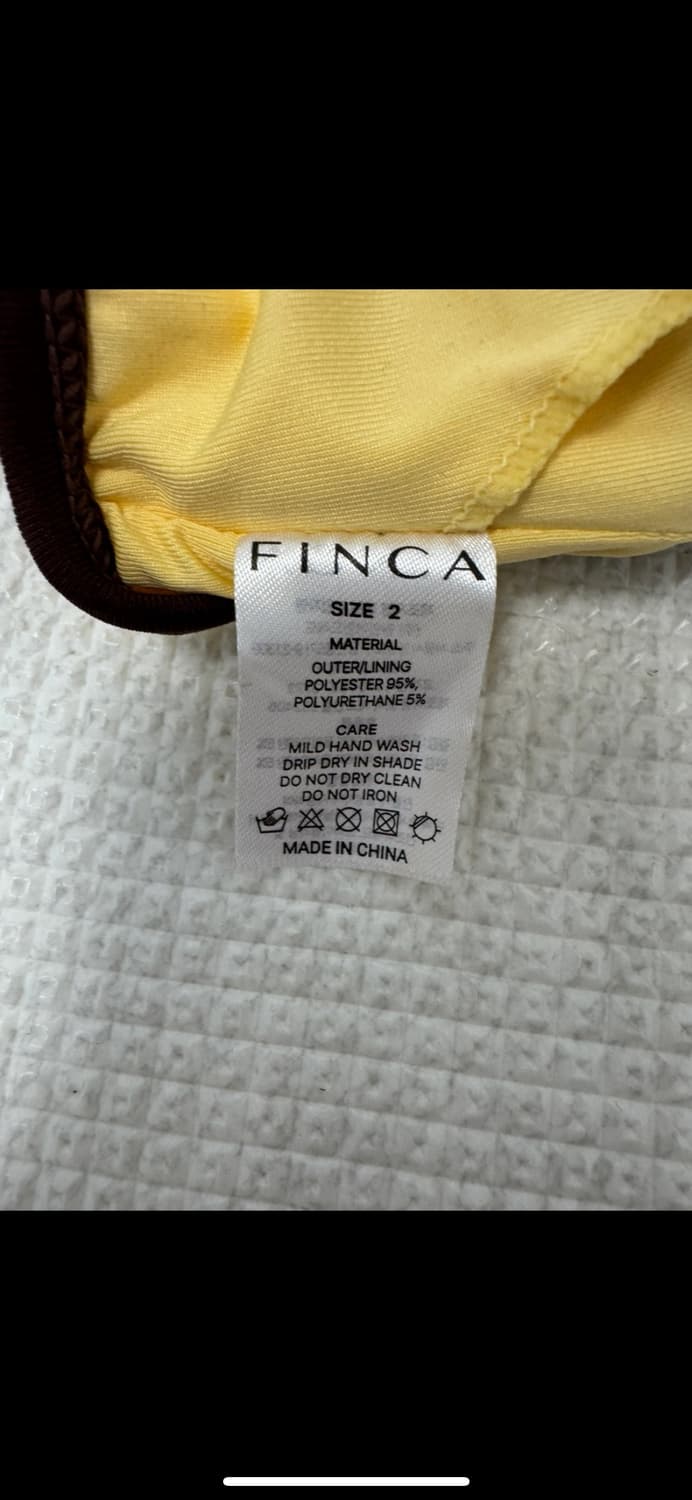 FINCA
SIZE 2
MATERIAL
OUTER/LINING
POLYESTER 95%,
POLYURETHANE 5%
CARE
MILD HAND WASH
DRIP DRY IN SHADE
DO NOT DRY CLEAN
DO NOT IRON
MADE IN CHINA